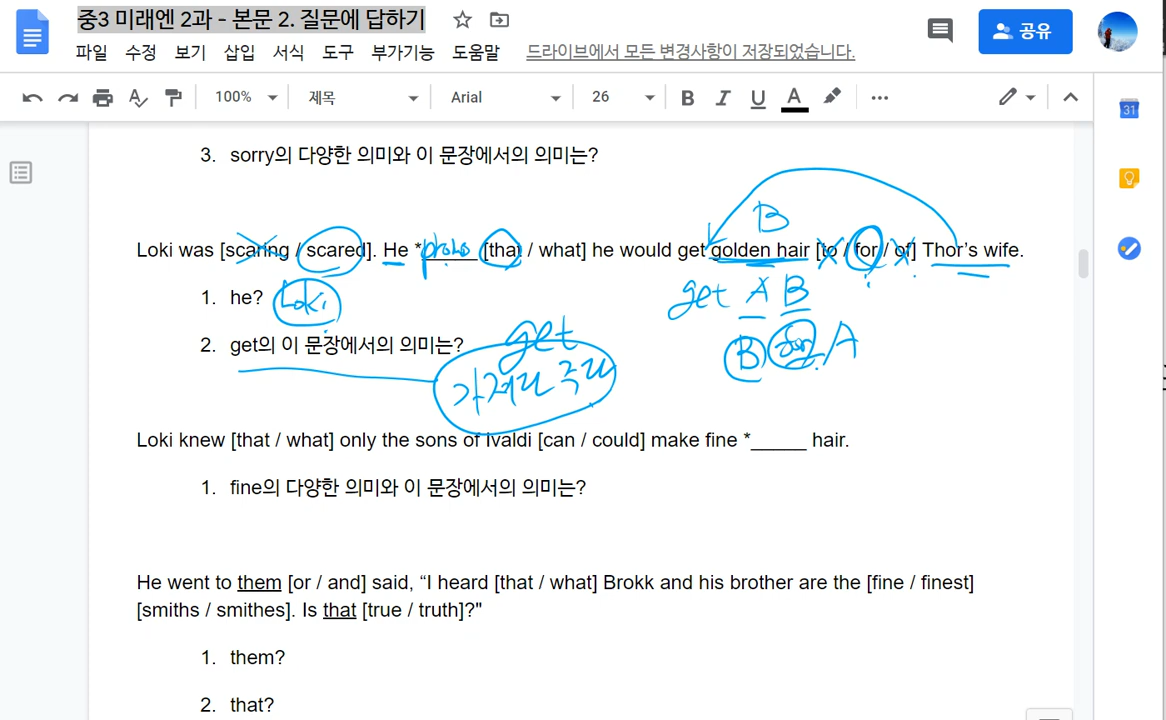 중3 미래엔 2과 - 본문 2. 질문에 답하기
파일 수정 보기 삽입 서식 도구 부가기능 도움말 드라이브에서 모든 변경사항이 저장되었습니다.
공유
100% 제목 Arial 26 B I U A
31
3. sorry의 다양한 의미와 이 문장에서의 의미는?
B
Loki was [scaring / scared]. He *_____ [that / what] he would get golden hair [to / for / of] Thor's wife.
get A B
1. he? Loki
B for A
2. get의 이 문장에서의 의미는? get
가져다 주다
Loki knew [that / what] only the sons of Ivaldi [can / could] make fine *_____ hair.
1. fine의 다양한 의미와 이 문장에서의 의미는?
He went to them [or / and] said, “I heard [that / what] Brokk and his brother are the [fine / finest]
[smiths / smithes]. Is that [true / truth]?"
1. them?
2. that?